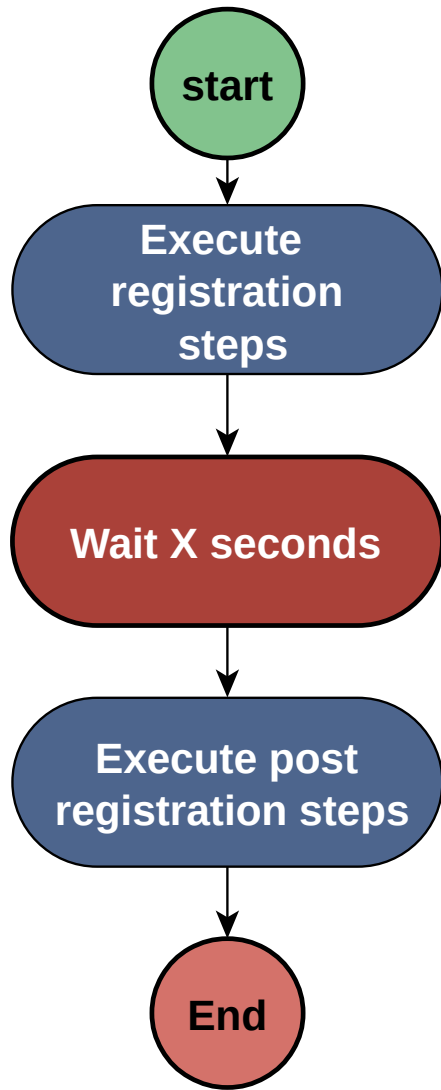 start
Execute
registration
steps
Wait X seconds
Execute post
registration steps
End